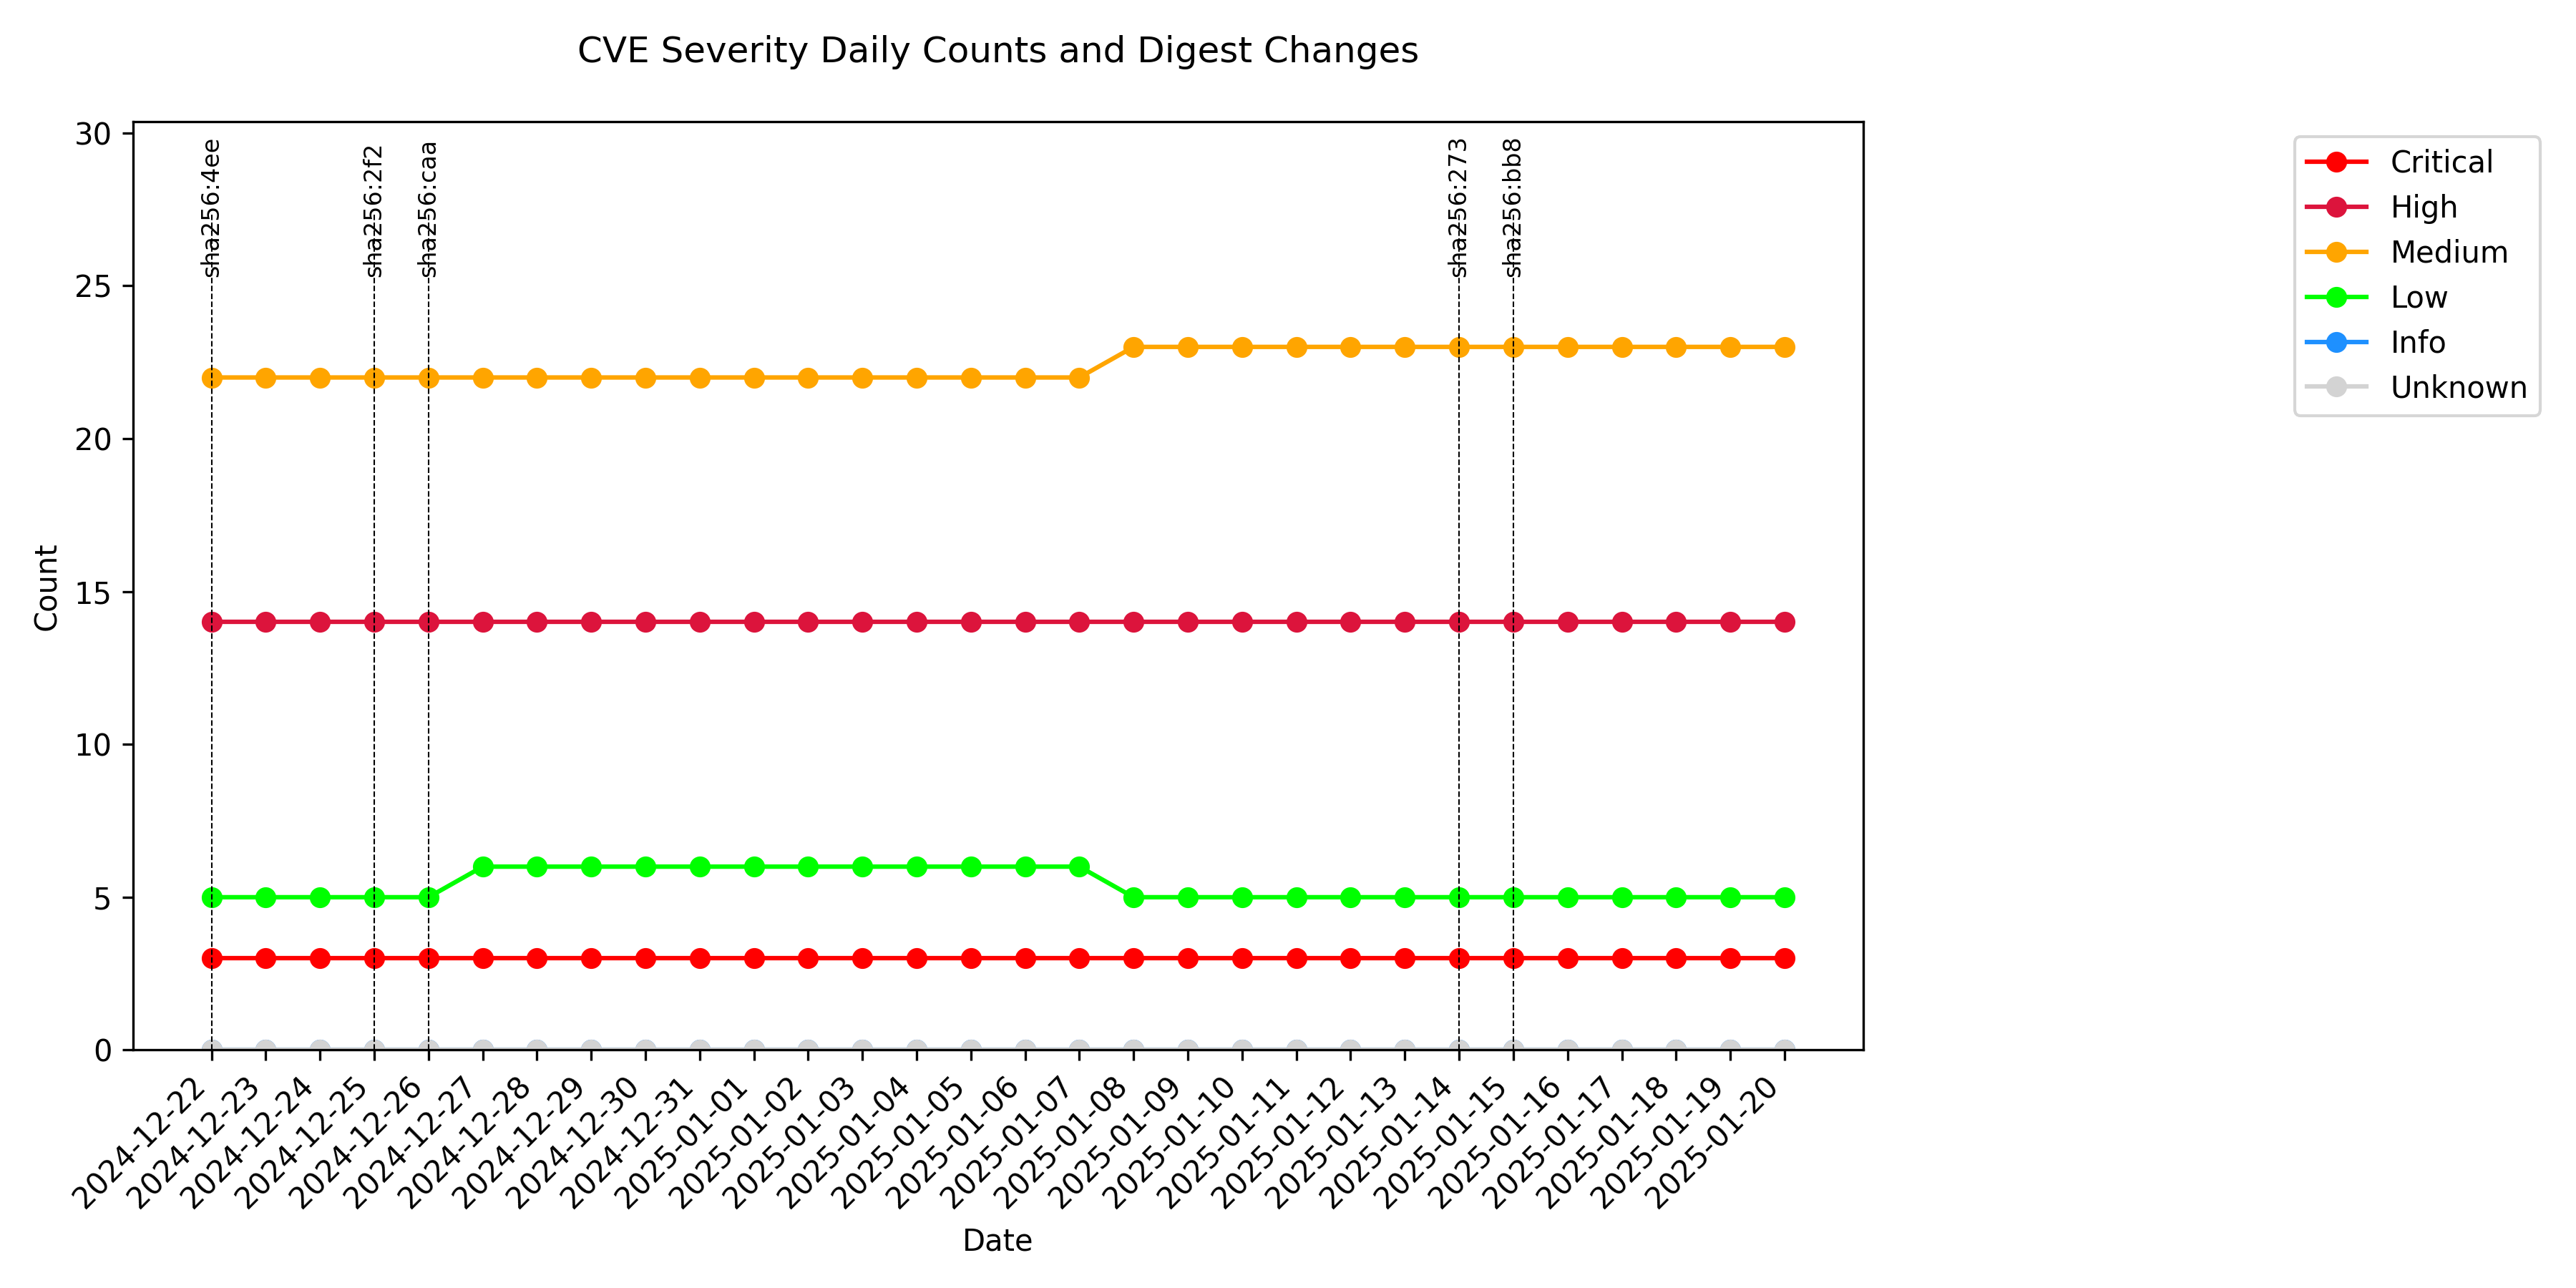 CVE Severity Daily Counts and Digest Changes
30
25
20
15
10
5
0
Count
sha256:4ee
sha256:2f2
sha256:caa
sha256:273
sha256:bb8
Critical
High
Medium
Low
Info
Unknown
2024-12-22
2024-12-23
2024-12-24
2024-12-25
2024-12-26
2024-12-27
2024-12-28
2024-12-29
2024-12-30
2024-12-31
2025-01-01
2025-01-02
2025-01-03
2025-01-04
2025-01-05
2025-01-06
2025-01-07
2025-01-08
2025-01-09
2025-01-10
2025-01-11
2025-01-12
2025-01-13
2025-01-14
2025-01-15
2025-01-16
2025-01-17
2025-01-18
2025-01-19
2025-01-20
Date